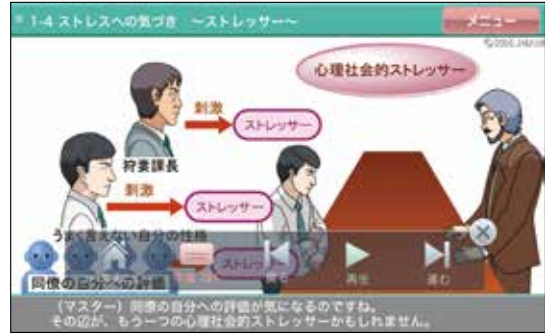 1-4 ストレスへの気づき ～ストレッサー～
メニュー
心理社会的ストレッサー
刺激
ストレッサー
狩妻課長
刺激
ストレッサー
うまく言えない自分の性格
ストレッサー
再生
進む
同僚の自分への評価
（マスター）同僚の自分への評価が気になるのですね。
その辺が、もう一つの心理社会的ストレッサーかもしれません。